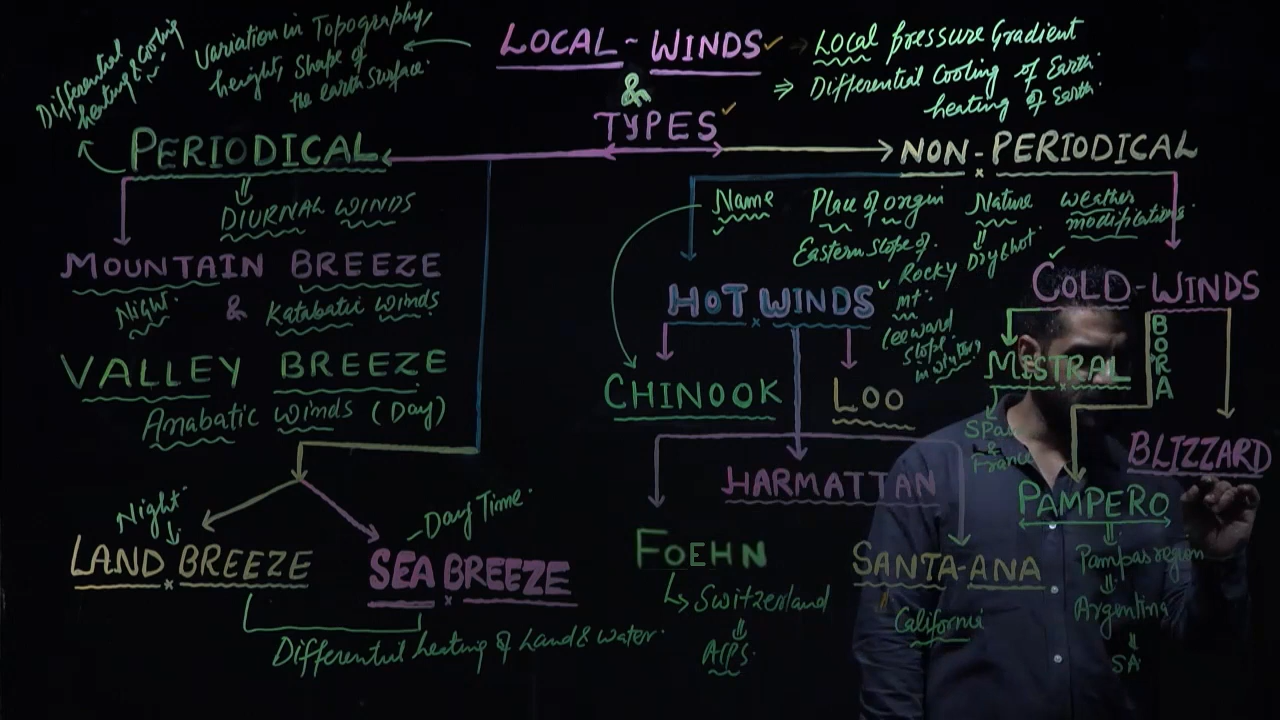 LOCAL-WINDS
&
TYPES
Local pressure Gradient
⇒ Differential Cooling of Earth
heating of Earth.
Variation in Topography,
height, Shape of
the earth surface.
Differential
heating & Cooling
PERIODICAL
DIURNAL WINDS
MOUNTAIN BREEZE
Night. & Katabatic winds
VALLEY BREEZE
Anabatic winds (Day)
Night
LAND BREEZE
Day Time.
SEA BREEZE
Differential heating of Land & water.
NON-PERIODICAL
Name
Place of origin
Nature
weather
modifications.
Eastern slope of
Rocky
mt.
Leeward
slope.
Dry & hot.
HOT WINDS
CHINOOK
LOO
HARMATTAN
FOEHN
Switzerland
Alps.
SANTA-ANA
California
COLD-WINDS
MISTRAL
Spain
&
France
BORA
BLIZZARD
PAMPERO
Pampas region
Argentina
SA